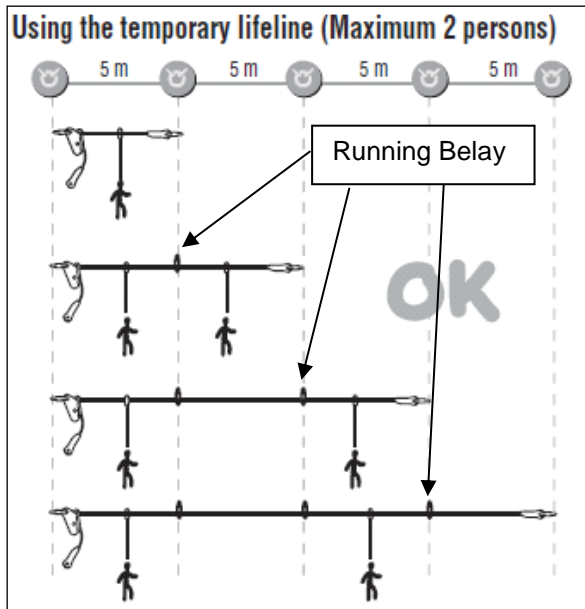 Using the temporary lifeline (Maximum 2 persons)
5 m 5 m 5 m 5 m
Running Belay
OK